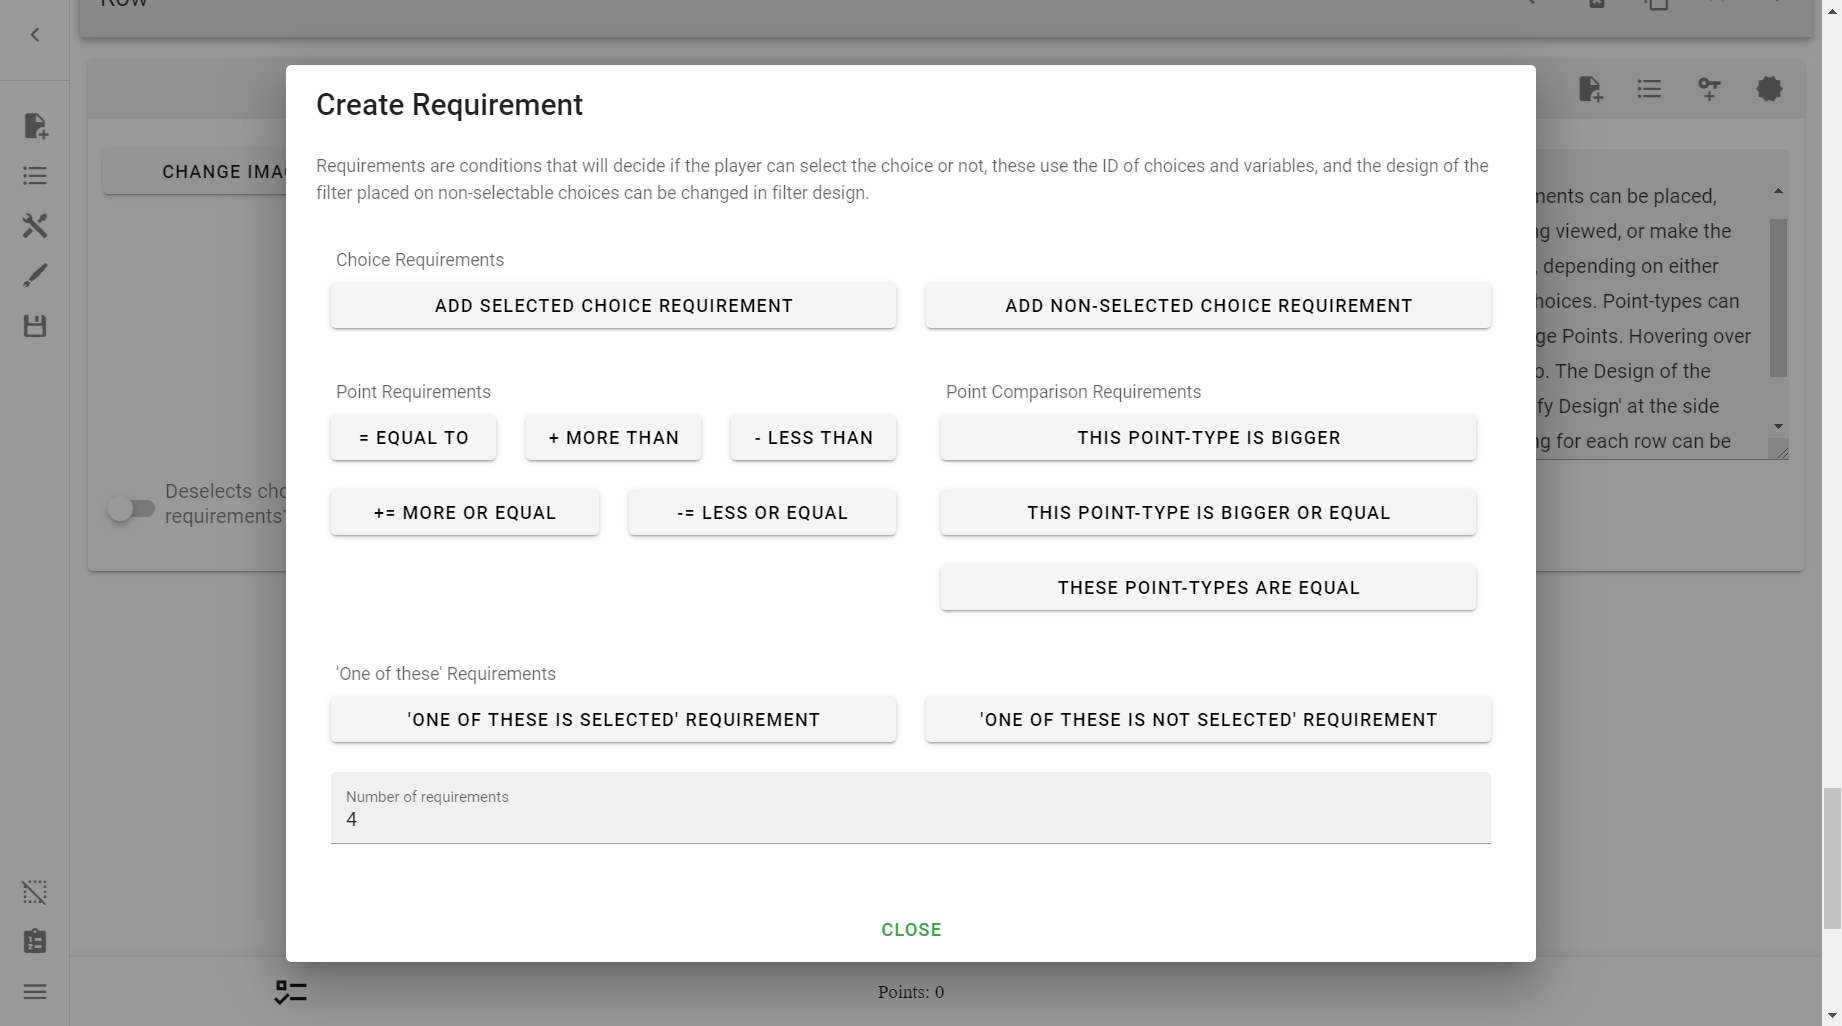 Row
Create Requirement
Requirements are conditions that will decide if the player can select the choice or not, these use the ID of choices and variables, and the design of the
filter placed on non-selectable choices can be changed in filter design.
CHANGE
Choice Requirements
ADD SELECTED CHOICE REQUIREMENT
ADD NON-SELECTED CHOICE REQUIREMENT
Point Requirements
= EQUAL TO
+ MORE THAN
- LESS THAN
+= MORE OR EQUAL
-= LESS OR EQUAL
Point Comparison Requirements
THIS POINT-TYPE IS BIGGER
THIS POINT-TYPE IS BIGGER OR EQUAL
THESE POINT-TYPES ARE EQUAL
'One of these' Requirements
'ONE OF THESE IS SELECTED' REQUIREMENT
'ONE OF THESE IS NOT SELECTED' REQUIREMENT
Number of requirements
4
CLOSE
Deselects
requirements?
can be placed,
viewed, or make the
depending on either
Point-types can
Points. Hovering over
The Design of the
Design' at the side
for each row can be
Points: 0